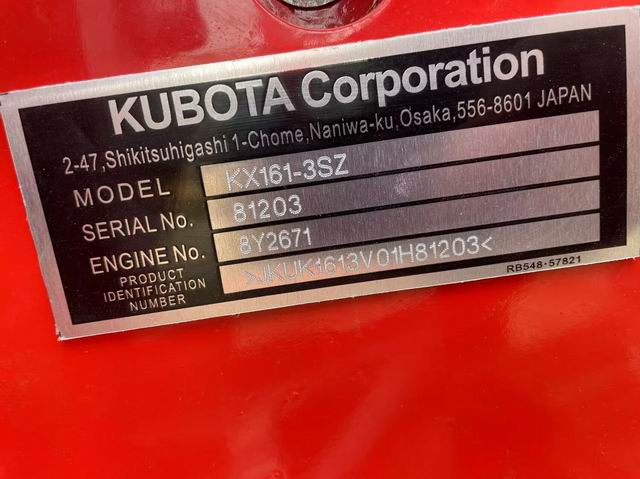 KUBOTA Corporation
2-47,Shikitsuhigashi 1-Chome,Naniwa-ku,Osaka,556-8601 JAPAN
MODEL KX161-3SZ
SERIAL No. 81203
ENGINE No. 8Y2671
PRODUCT IDENTIFICATION NUMBER >JKUK1613V01H81203<
RB548-57821